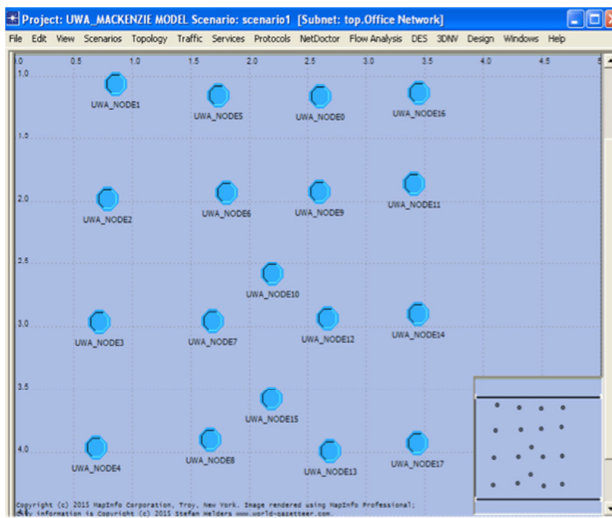 Project: UWA_MACKENZIE MODEL Scenario: scenario1 [Subnet: top.Office Network]
File Edit View Scenarios Topology Traffic Services Protocols NetDoctor Flow Analysis DES 3DNV Design Windows Help
0.5 1.0 1.5 2.0 2.5 3.0 3.5 4.0 4.5
1.0
UWA_NODE1
UWA_NODE5
UWA_NODE0
UWA_NODE16
1.5
2.0
UWA_NODE2
UWA_NODE6
UWA_NODE9
UWA_NODE11
2.5
UWA_NODE10
3.0
UWA_NODE3
UWA_NODE7
UWA_NODE12
UWA_NODE14
3.5
UWA_NODE15
4.0
UWA_NODE4
UWA_NODE8
UWA_NODE13
UWA_NODE17
Copyright (c) 2015 MapInfo Corporation, Troy, New York. Image rendered using MapInfo Professional;
information is Copyright (c) 2015 Stefan Helders www.world-gazetteer.com.